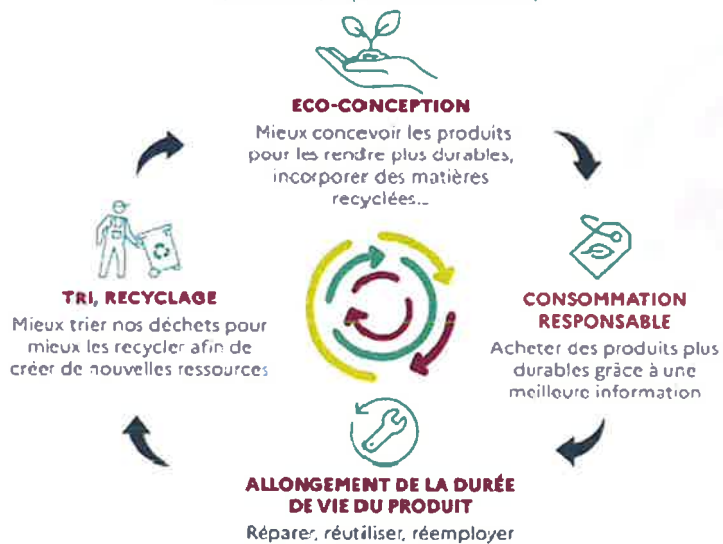 ECO-CONCEPTION
Mieux concevoir les produits
pour les rendre plus durables,
incorporer des matières
recyclées...
TRI, RECYCLAGE
Mieux trier nos déchets pour
mieux les recycler afin de
créer de nouvelles ressources
CONSOMMATION
RESPONSABLE
Acheter des produits plus
durables grâce à une
meilleure information
ALLONGEMENT DE LA DURÉE
DE VIE DU PRODUIT
Réparer, réutiliser, réemployer